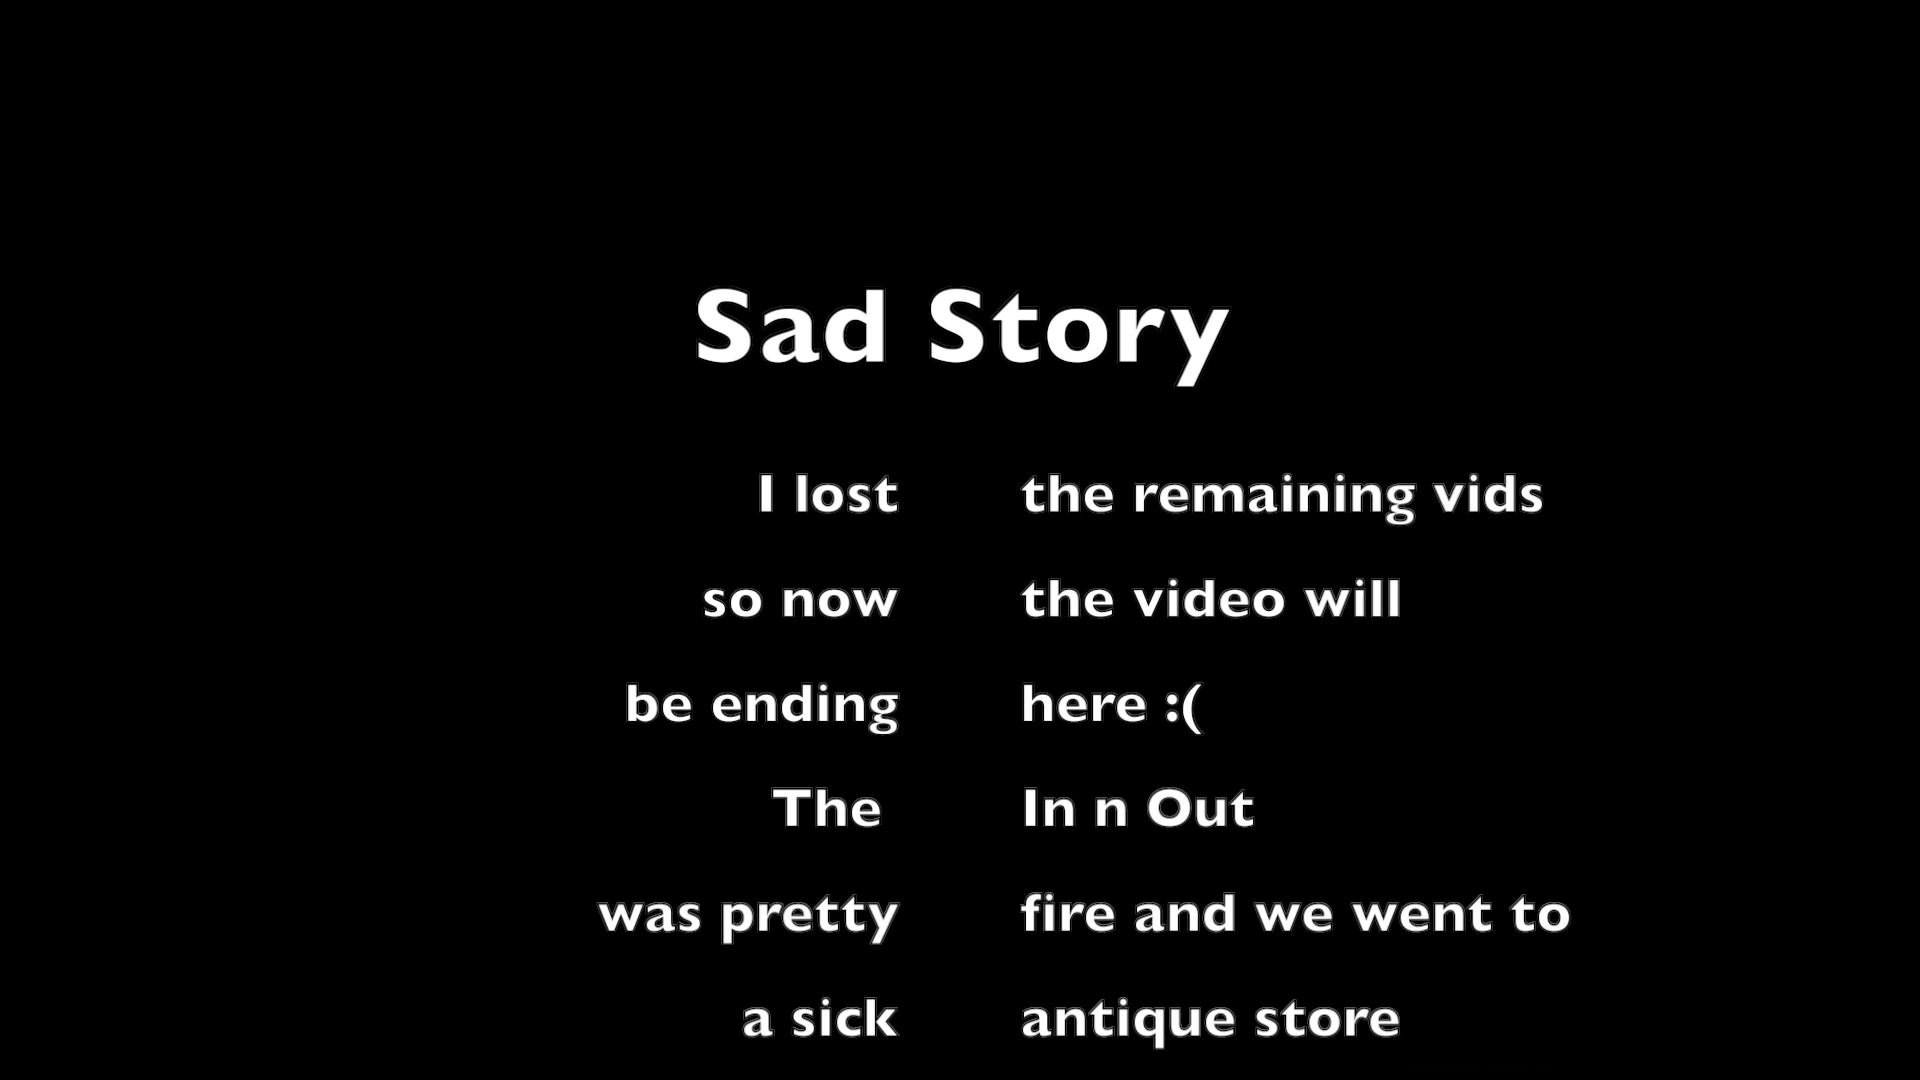 Sad Story
I lost the remaining vids
so now the video will
be ending here :(
The In n Out
was pretty fire and we went to
a sick antique store